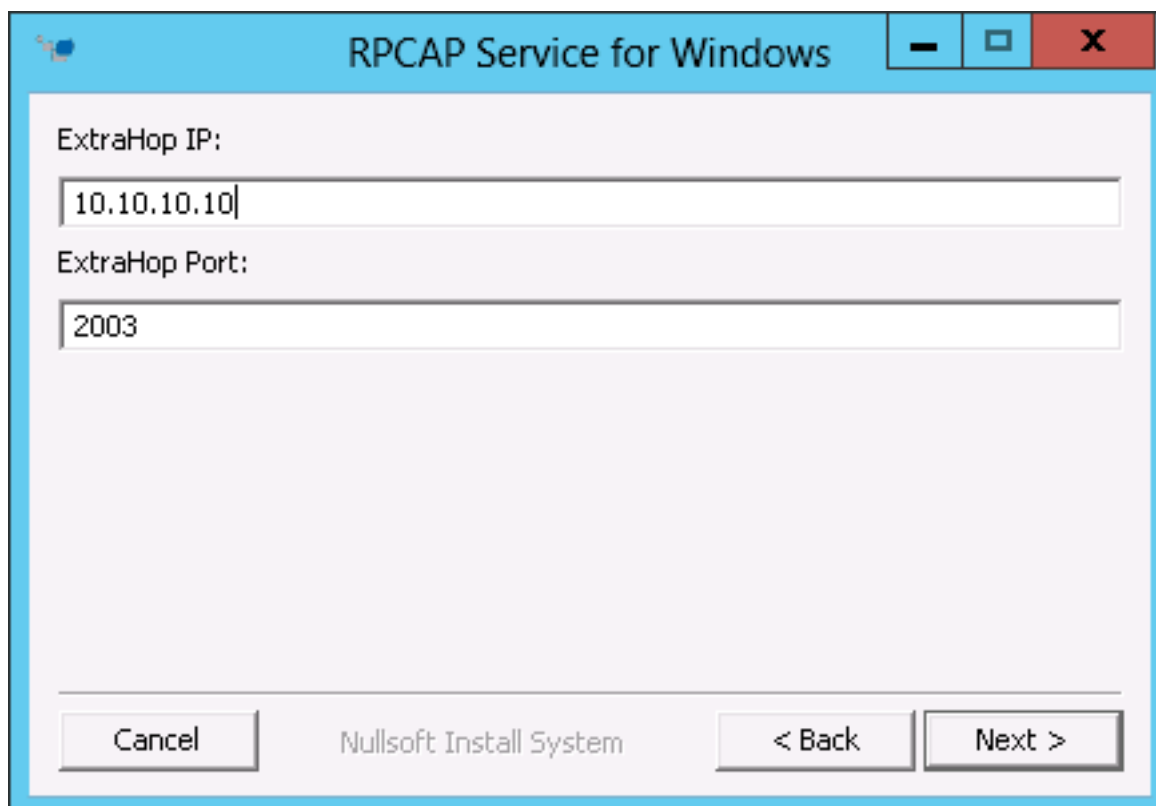 RPCAP Service for Windows
ExtraHop IP:
10.10.10.10
ExtraHop Port:
2003
Cancel Nullsoft Install System < Back Next >